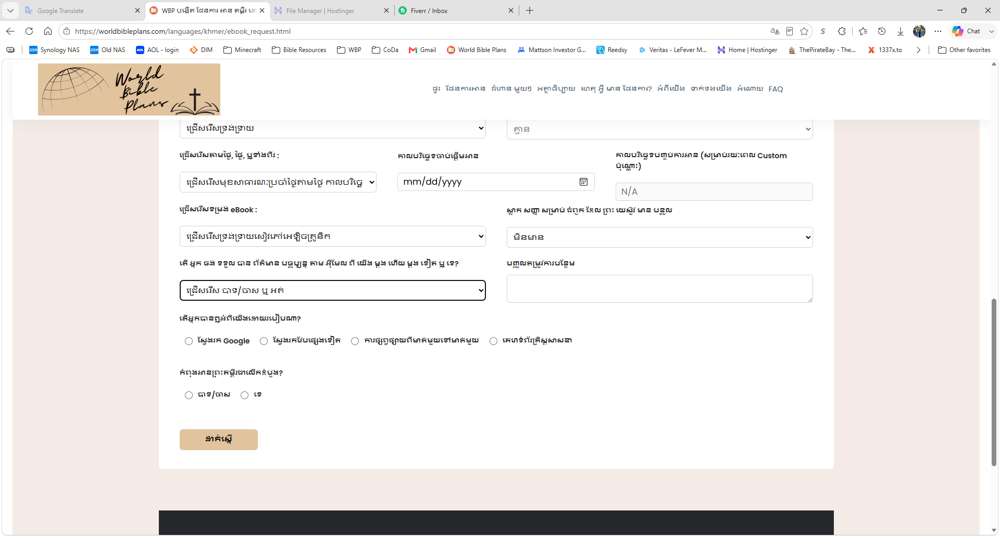 Google Translate
WBP បង្កើត ផែនការ អាន គម្ពីរ
File Manager | Hostinger
Fiverr / Inbox
https://worldbibleplans.com/languages/khmer/ebook_request.html
Chat
Synology NAS
Old NAS
AOL - login
DIM
Minecraft
Bible Resources
WBP
CoDa
Gmail
World Bible Plans
Mattson Investor G...
Reedsy
Veritas - LeFever M...
Home | Hostinger
ThePirateBay - The...
1337x.to
Other favorites
World
Bible
Plans
ផ្ទះ ផែនការអាន ជំហាន មួយៗ អត្ថាធិប្បាយ ហេតុ អ្វី មាន ផែនការ? អំពីយើង ទាក់ទងយើង អំណោយ FAQ
ជ្រើសរើសទ្រង់ទ្រាយ
គ្មាន
ជ្រើសរើសតាមថ្ងៃ, ថ្ងៃ, ឬទាំងពីរ :
កាលបរិច្ឆេទចាប់ផ្តើមអាន
កាលបរិច្ឆេទបញ្ចប់ការអាន (សម្រាប់រយៈពេល Custom
ប៉ុណ្ណោះ)
ជ្រើសរើសមុខសាធារណៈប្រចាំថ្ងៃតាមថ្ងៃ កាលបរិច្ឆេ
mm/dd/yyyy
N/A
ជ្រើសរើសទម្រង់ eBook :
ស្លាក សញ្ញា សម្រាប់ ជំពូក ដែល ព្រះ យេស៊ូវ មាន បន្ទូល
ជ្រើសរើសទ្រង់ទ្រាយសៀវភៅអេឡិចត្រូនិក
មិនមាន
តើ អ្នក ចង់ ទទួល បាន ព័ត៌មាន បច្ចុប្បន្ន តាម អ៊ីមែល ពី យើង ម្តង ហើយ ម្តង ទៀត ឬ ទេ?
បញ្ចូលតម្រូវការបន្ថែម
ជ្រើសរើស បាទ/ចាស ឬ អត់
តើអ្នកបានឮអំពីយើងដោយរបៀបណា?
ស្វែងរក Google
ស្វែងរកវែបផ្សេងទៀត
ការផ្សព្វផ្សាយពីមាត់មួយទៅមាត់មួយ
គេហទំព័រគ្រិស្តសាសនា
កំពុងអានព្រះគម្ពីរជាលើកដំបូង?
បាទ/ចាស
ទេ
ដាក់ស្នើ